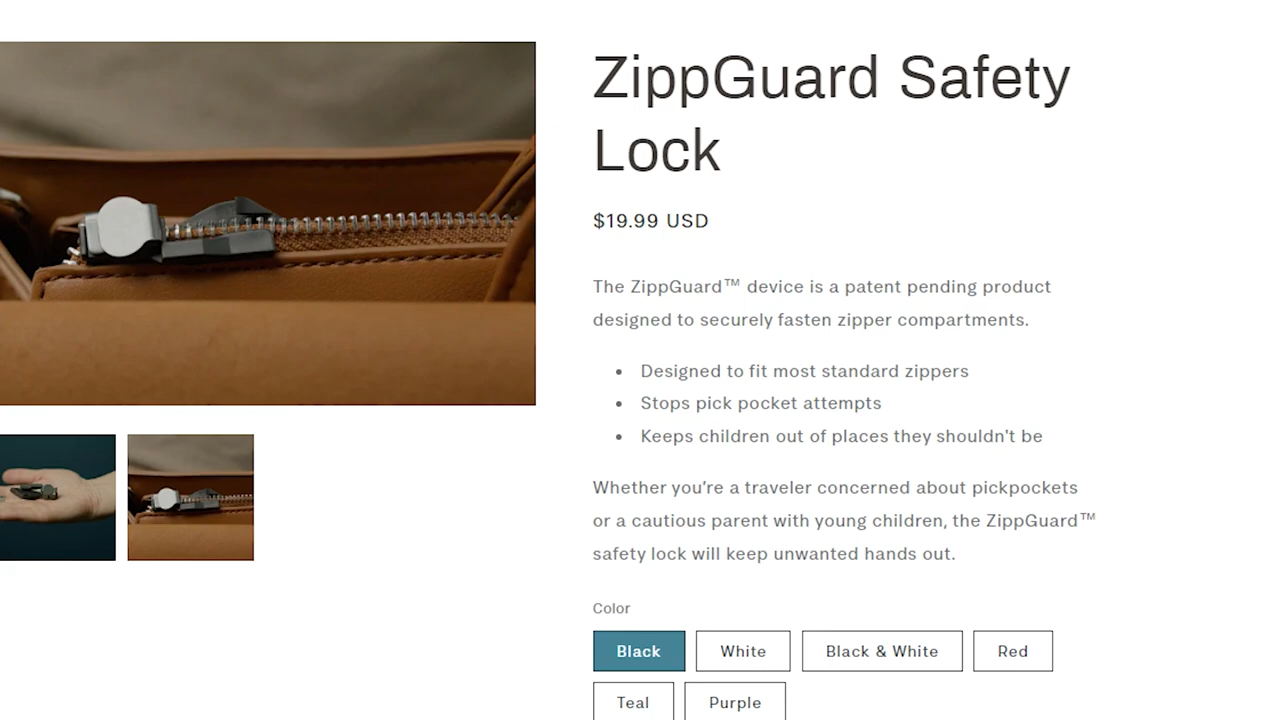 ZippGuard Safety
Lock
$19.99 USD
The ZippGuard™ device is a patent pending product
designed to securely fasten zipper compartments.
• Designed to fit most standard zippers
• Stops pick pocket attempts
• Keeps children out of places they shouldn't be
Whether you’re a traveler concerned about pickpockets
or a cautious parent with young children, the ZippGuard™
safety lock will keep unwanted hands out.
Color
Black White Black & White Red
Teal Purple